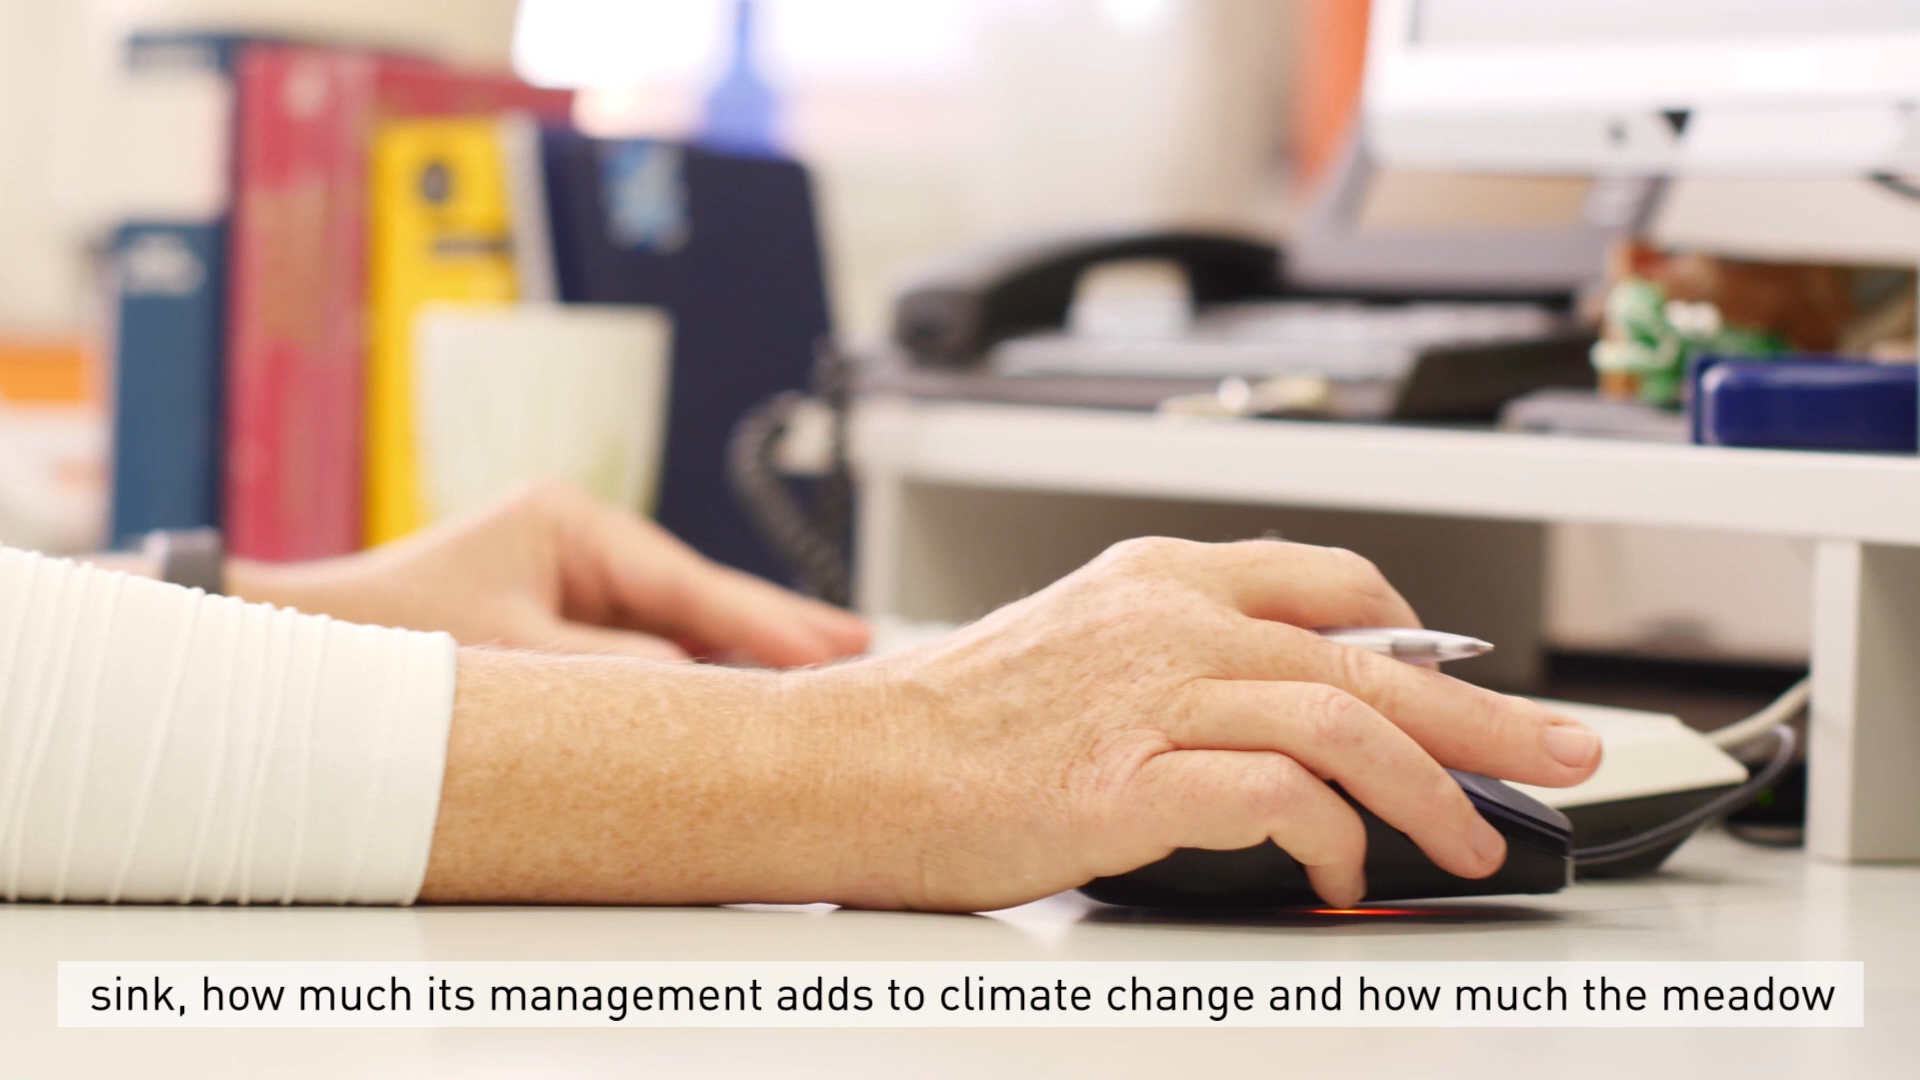 sink, how much its management adds to climate change and how much the meadow